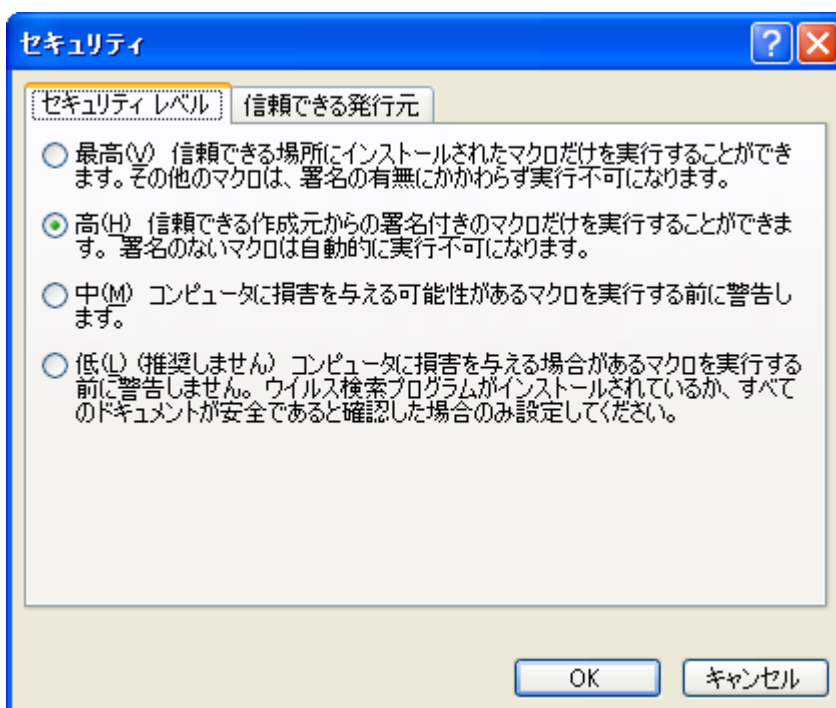 セキュリティ
セキュリティ レベル 信頼できる発行元
最高(V) 信頼できる場所にインストールされたマクロだけを実行することができ
ます。その他のマクロは、署名の有無にかかわらず実行不可になります。
高(H) 信頼できる作成元からの署名付きのマクロだけを実行することができま
す。 署名のないマクロは自動的に実行不可になります。
中(M) コンピュータに損害を与える可能性があるマクロを実行する前に警告し
ます。
低(L) (推奨しません) コンピュータに損害を与える場合があるマクロを実行する
前に警告しません。ウイルス検索プログラムがインストールされているか、すべて
のドキュメントが安全であると確認した場合のみ設定してください。
OK キャンセル